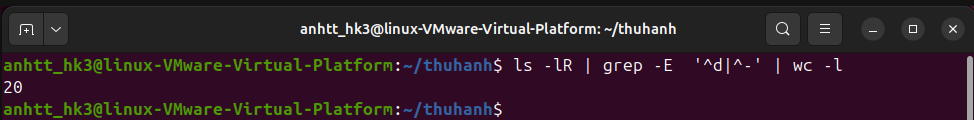 anhtt_hk3@linux-VMware-Virtual-Platform: ~/thuhanh
anhtt_hk3@linux-VMware-Virtual-Platform:~/thuhanh$ ls -lR | grep -E  '^d|^-' | wc -l
20
anhtt_hk3@linux-VMware-Virtual-Platform:~/thuhanh$